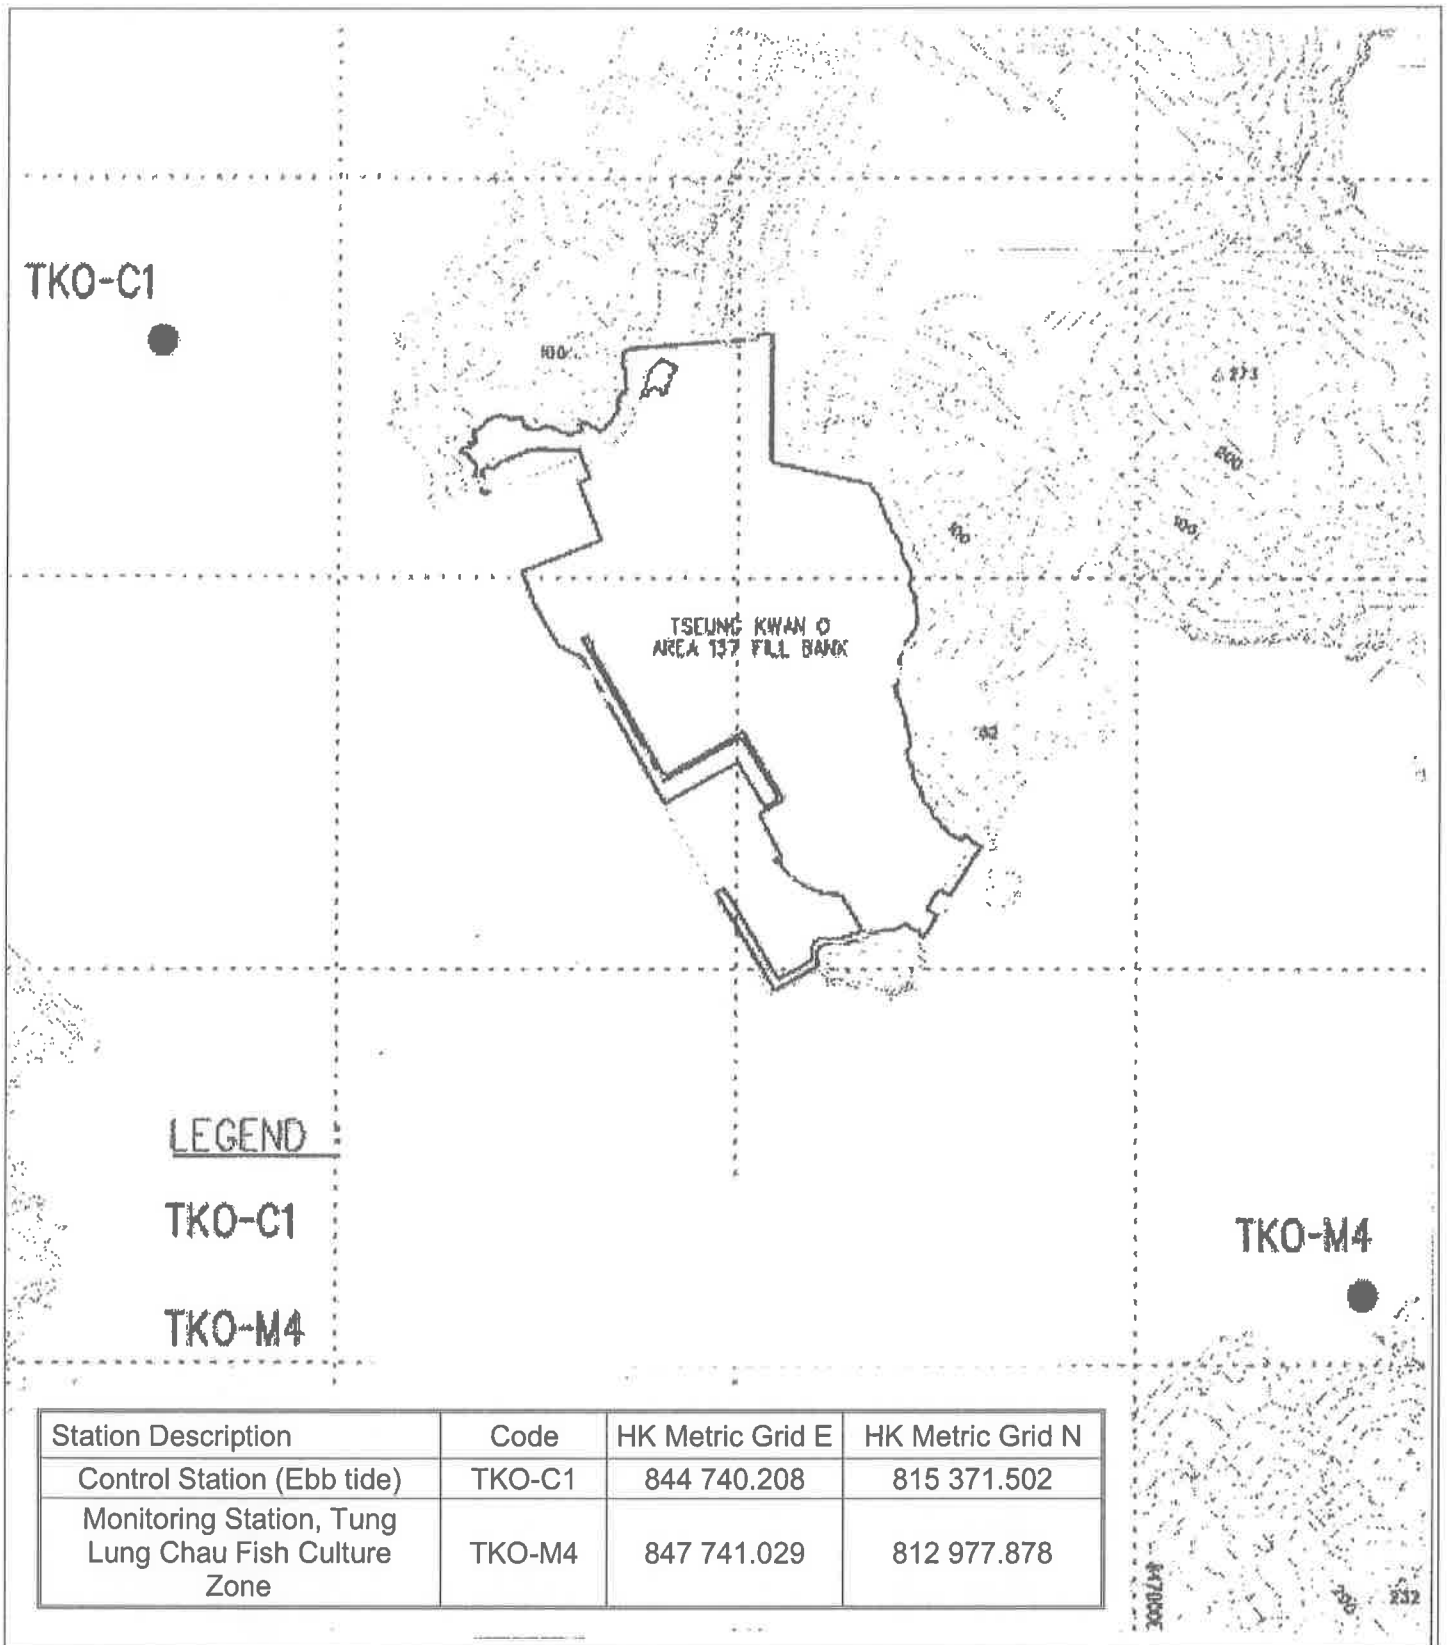 TKO-C1
100
273
200
100
100
TSEUNG KWAN O
AREA 137 FILL BANK
LEGEND
TKO-C1
TKO-M4
TKO-M4
Station Description Code HK Metric Grid E HK Metric Grid N
Control Station (Ebb tide) TKO-C1 844 740.208 815 371.502
Monitoring Station, Tung
Lung Chau Fish Culture
Zone
TKO-M4 847 741.029 812 977.878
847000E
200
232